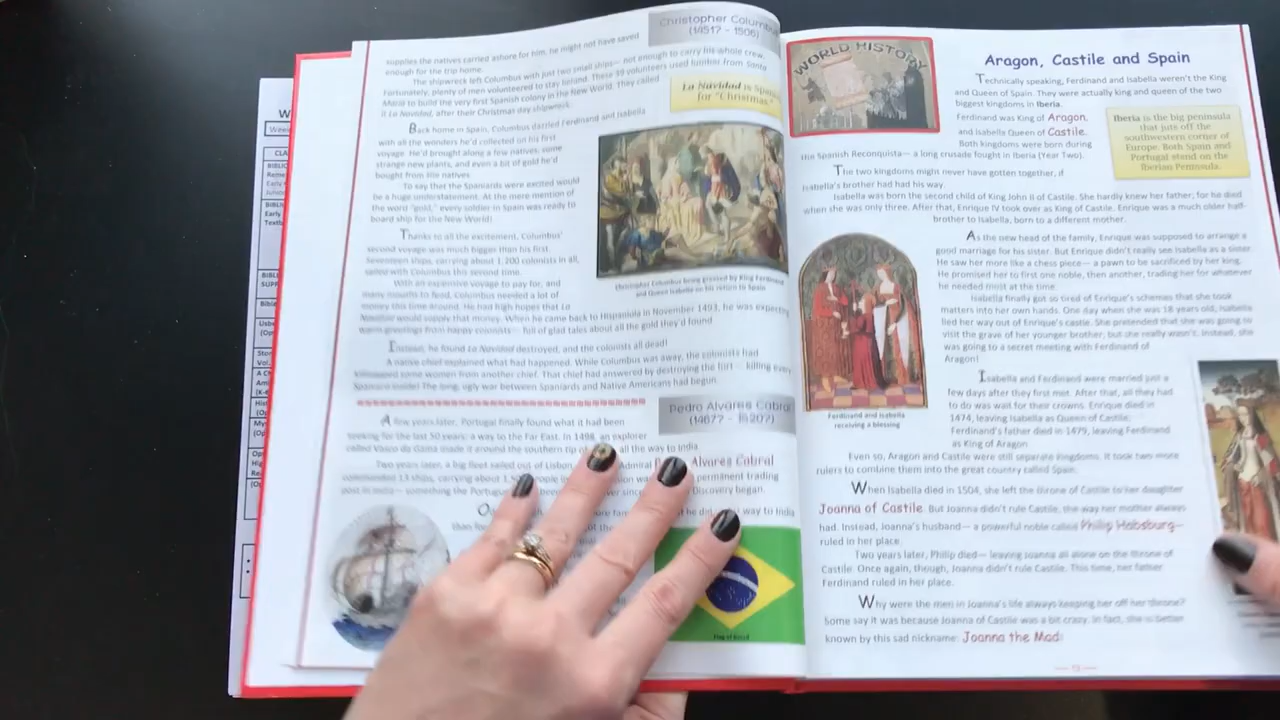 Christopher Columbus
(1451? - 1506)
supplies the natives carried ashore for him, he might not have saved
enough for the trip home.
The shipwreck left Columbus with just two small ships— not enough to carry his whole crew.
Fortunately, plenty of men volunteered to stay behind. These 39 volunteers used lumber from Santa
Maria to build the very first Spanish colony in the New World. They called
it La Navidad, after their Christmas day shipwreck.
La Navidad is Spanish
for "Christmas."
Back home in Spain, Columbus dazzled Ferdinand and Isabella
with all the wonders he'd collected on his first
voyage. He'd brought along a few natives, some
strange new plants, and even a bit of gold he'd
bought from the natives.
To say that the Spaniards were excited would
be a huge understatement. At the mere mention of
the word "gold," every soldier in Spain was ready to
board ship for the New World!
Thanks to all the excitement, Columbus'
second voyage was much bigger than his first.
Seventeen ships, carrying about 1,200 colonists in all,
sailed with Columbus this second time.
With an expensive voyage to pay for, and
many mouths to feed, Columbus needed a lot of
money this time around. He had high hopes that La
Navidad would supply that money. When he came back to Hispaniola in November 1493, he was expecting
warm greetings from happy colonists— full of glad tales about all the gold they'd found
Christopher Columbus being greeted by King Ferdinand
and Queen Isabella on his return to Spain
Instead, he found La Navidad destroyed, and the colonists all dead!
A native chief explained what had happened. While Columbus was away, the colonists had
kidnapped some women from another chief. That chief had answered by destroying the fort— killing every
Spaniard inside! The long, ugly war between Spaniards and Native Americans had begun.
Pedro Alvares Cabral
(1467? - 1520?)
A few years later, Portugal finally found what it had been
seeking for the last 50 years: a way to the Far East. In 1498, an explorer
called Vasco da Gama made it around the southern tip of all the way to India
Two years later, a big fleet sailed out of Lisbon Admiral Alvares Cabral
commanded 13 ships, carrying about permanent trading
post in India— something the Portuguese ever since Discovery began.
way to India
Flag of Brazil
WORLD HISTORY
Aragon, Castile and Spain
Technically speaking, Ferdinand and Isabella weren't the King
and Queen of Spain. They were actually king and queen of the two
biggest kingdoms in Iberia.
Ferdinand was King of Aragon,
and Isabella Queen of Castile.
Both kingdoms were born during
the Spanish Reconquista— a long crusade fought in Iberia (Year Two).
Iberia is the big peninsula
that juts off the
southwestern corner of
Europe. Both Spain and
Portugal stand on the
Iberian Peninsula.
The two kingdoms might never have gotten together, if
Isabella's brother had had his way.
Isabella was born the second child of King John II of Castile. She hardly knew her father; for he died
when she was only three. After that, Enrique IV took over as King of Castile. Enrique was a much older half-
brother to Isabella, born to a different mother.
As the new head of the family, Enrique was supposed to arrange a
good marriage for his sister. But Enrique didn't really see Isabella as a sister.
He saw her more like a chess piece— a pawn to be sacrificed by her king.
He promised her to first one noble, then another, trading her for whatever
he needed most at the time.
Isabella finally got so tired of Enrique's schemes that she took
matters into her own hands. One day when she was 18 years old, Isabella
lied her way out of Enrique's castle. She pretended that she was going to
visit the grave of her younger brother; but she really wasn't. Instead, she
was going to a secret meeting with Ferdinand of
Aragon!
Ferdinand and Isabella
receiving a blessing
Isabella and Ferdinand were married just a
few days after they first met. After that, all they had
to do was wait for their crowns. Enrique died in
1474, leaving Isabella as Queen of Castile;
Ferdinand's father died in 1479, leaving Ferdinand
as King of Aragon.
Even so, Aragon and Castile were still separate kingdoms. It took two more
rulers to combine them into the great country called Spain.
When Isabella died in 1504, she left the throne of Castile to her daughter
Joanna of Castile. But Joanna didn't rule Castile, the way her mother always
had. Instead, Joanna's husband— a powerful noble called Philip Habsburg—
ruled in her place.
Two years later, Philip died— leaving Joanna all alone on the throne of
Castile. Once again, though, Joanna didn't rule Castile. This time, her father
Ferdinand ruled in her place.
Why were the men in Joanna's life always keeping her off her throne?
Some say it was because Joanna of Castile was a bit crazy. In fact, she is better
known by this sad nickname: Joanna the Mad!